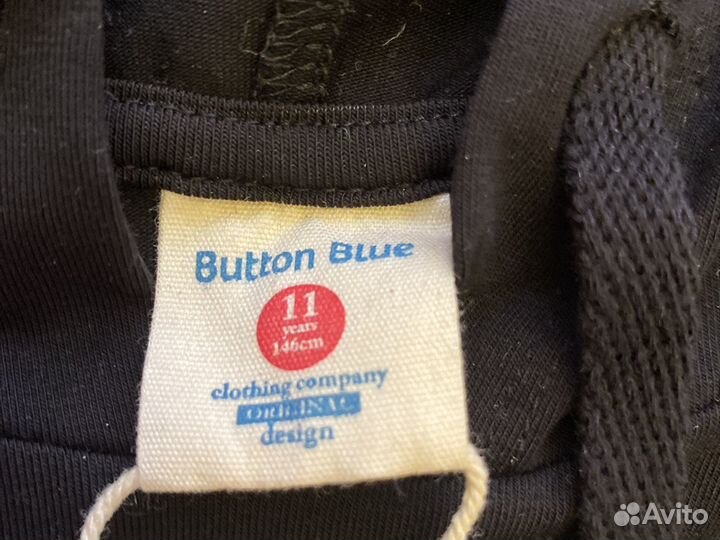 Button Blue
11
years
146cm
clothing company
ORIGINAL
design
Avito